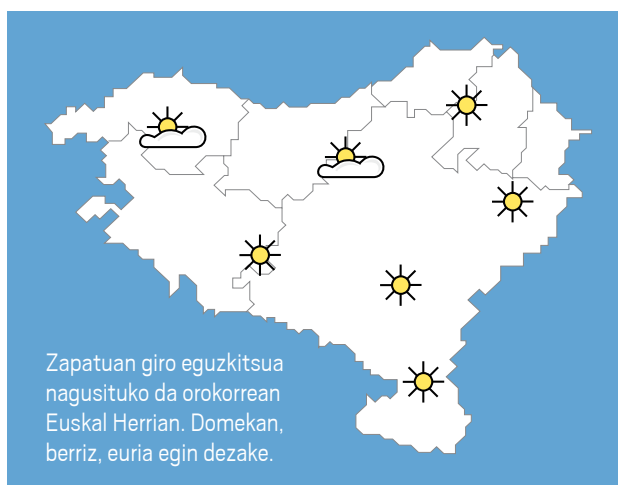 Zapatuan giro eguzkitsua
nagusituko da orokorrean
Euskal Herrian. Domekan,
berriz, euria egin dezake.